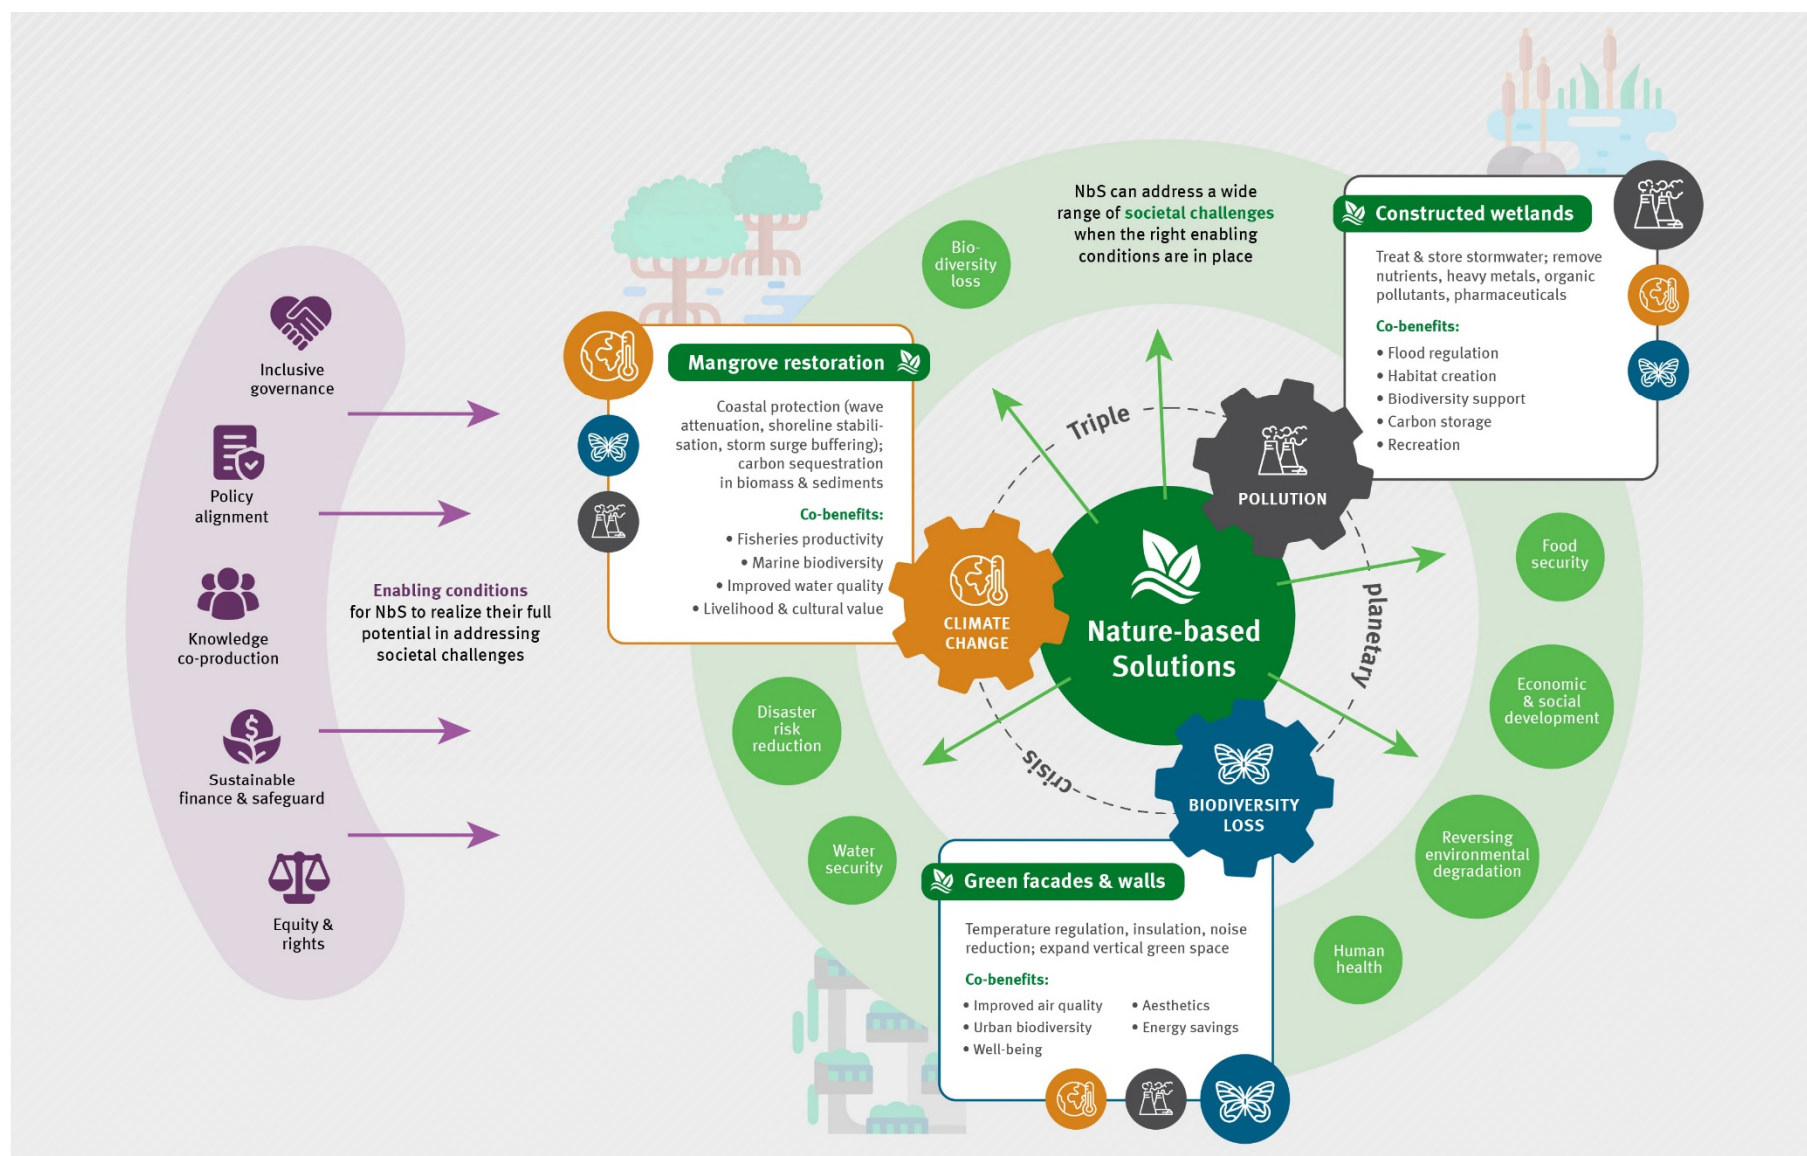 Inclusive
governance
Policy
alignment
Knowledge
co-production
Sustainable
finance & safeguard
Equity &
rights
Enabling conditions
for NbS to realize their full
potential in addressing
societal challenges
NbS can address a wide
range of societal challenges
when the right enabling
conditions are in place
Bio-
diversity
loss
Mangrove restoration
Coastal protection (wave
attenuation, shoreline stabili-
sation, storm surge buffering);
carbon sequestration
in biomass & sediments
Co-benefits:
• Fisheries productivity
• Marine biodiversity
• Improved water quality
• Livelihood & cultural value
Constructed wetlands
Treat & store stormwater; remove
nutrients, heavy metals, organic
pollutants, pharmaceuticals
Co-benefits:
• Flood regulation
• Habitat creation
• Biodiversity support
• Carbon storage
• Recreation
Triple
planetary
crisis
POLLUTION
CLIMATE
CHANGE
Nature-based
Solutions
BIODIVERSITY
LOSS
Food
security
Economic
& social
development
Reversing
environmental
degradation
Human
health
Disaster
risk
reduction
Water
security
Green facades & walls
Temperature regulation, insulation, noise
reduction; expand vertical green space
Co-benefits:
• Improved air quality
• Urban biodiversity
• Well-being
• Aesthetics
• Energy savings